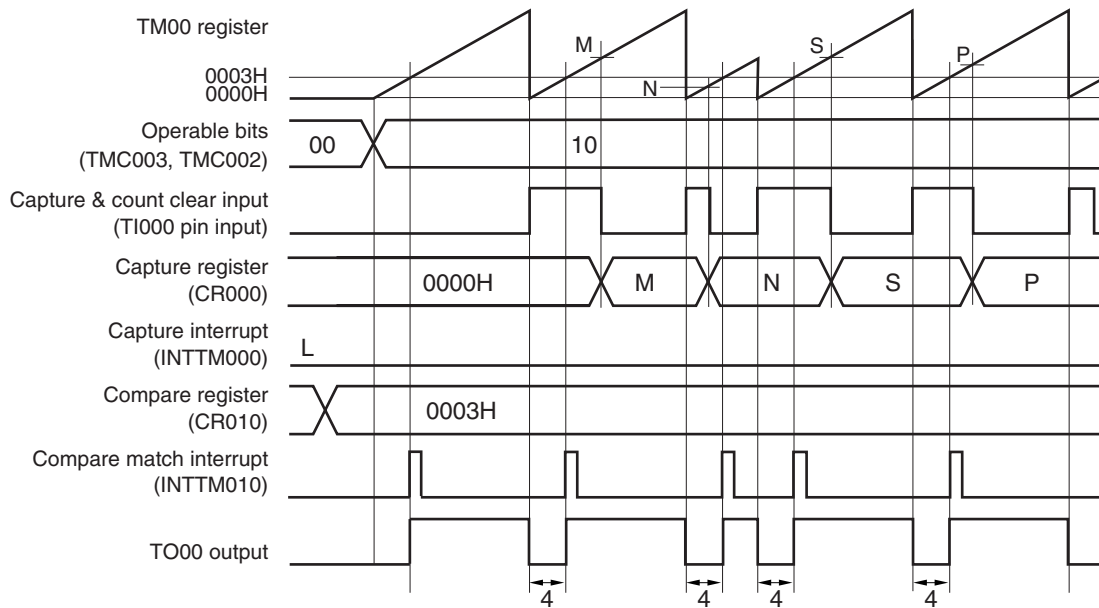 TM00 register
M
S
P
0003H
N
0000H
Operable bits
(TMC003, TMC002)
00
10
Capture & count clear input
(TI000 pin input)
Capture register
(CR000)
0000H
M
N
S
P
Capture interrupt
(INTTM000)
L
Compare register
(CR010)
0003H
Compare match interrupt
(INTTM010)
TO00 output
4
4
4
4